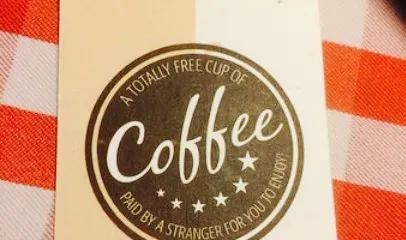 A TOTALLY FREE CUP OF
Coffee
PAID BY A STRANGER FOR YOU TO ENJOY!